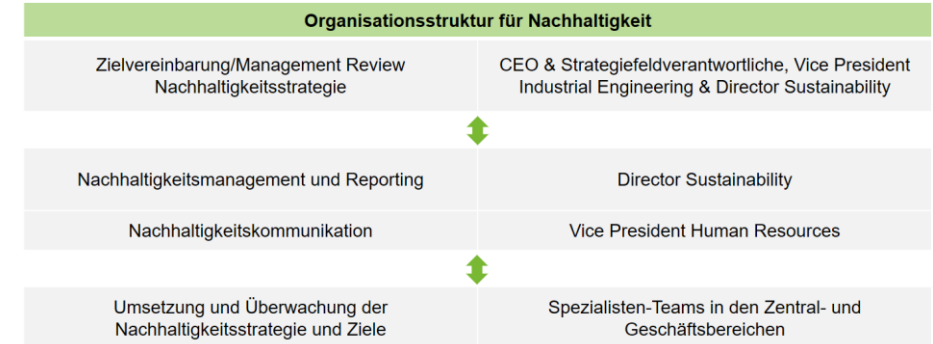 Organisationsstruktur für Nachhaltigkeit
Zielvereinbarung/Management Review
Nachhaltigkeitsstrategie
CEO & Strategiefeldverantwortliche, Vice President
Industrial Engineering & Director Sustainability
Nachhaltigkeitsmanagement und Reporting
Director Sustainability
Nachhaltigkeitskommunikation
Vice President Human Resources
Umsetzung und Überwachung der
Nachhaltigkeitsstrategie und Ziele
Spezialisten-Teams in den Zentral- und
Geschäftsbereichen